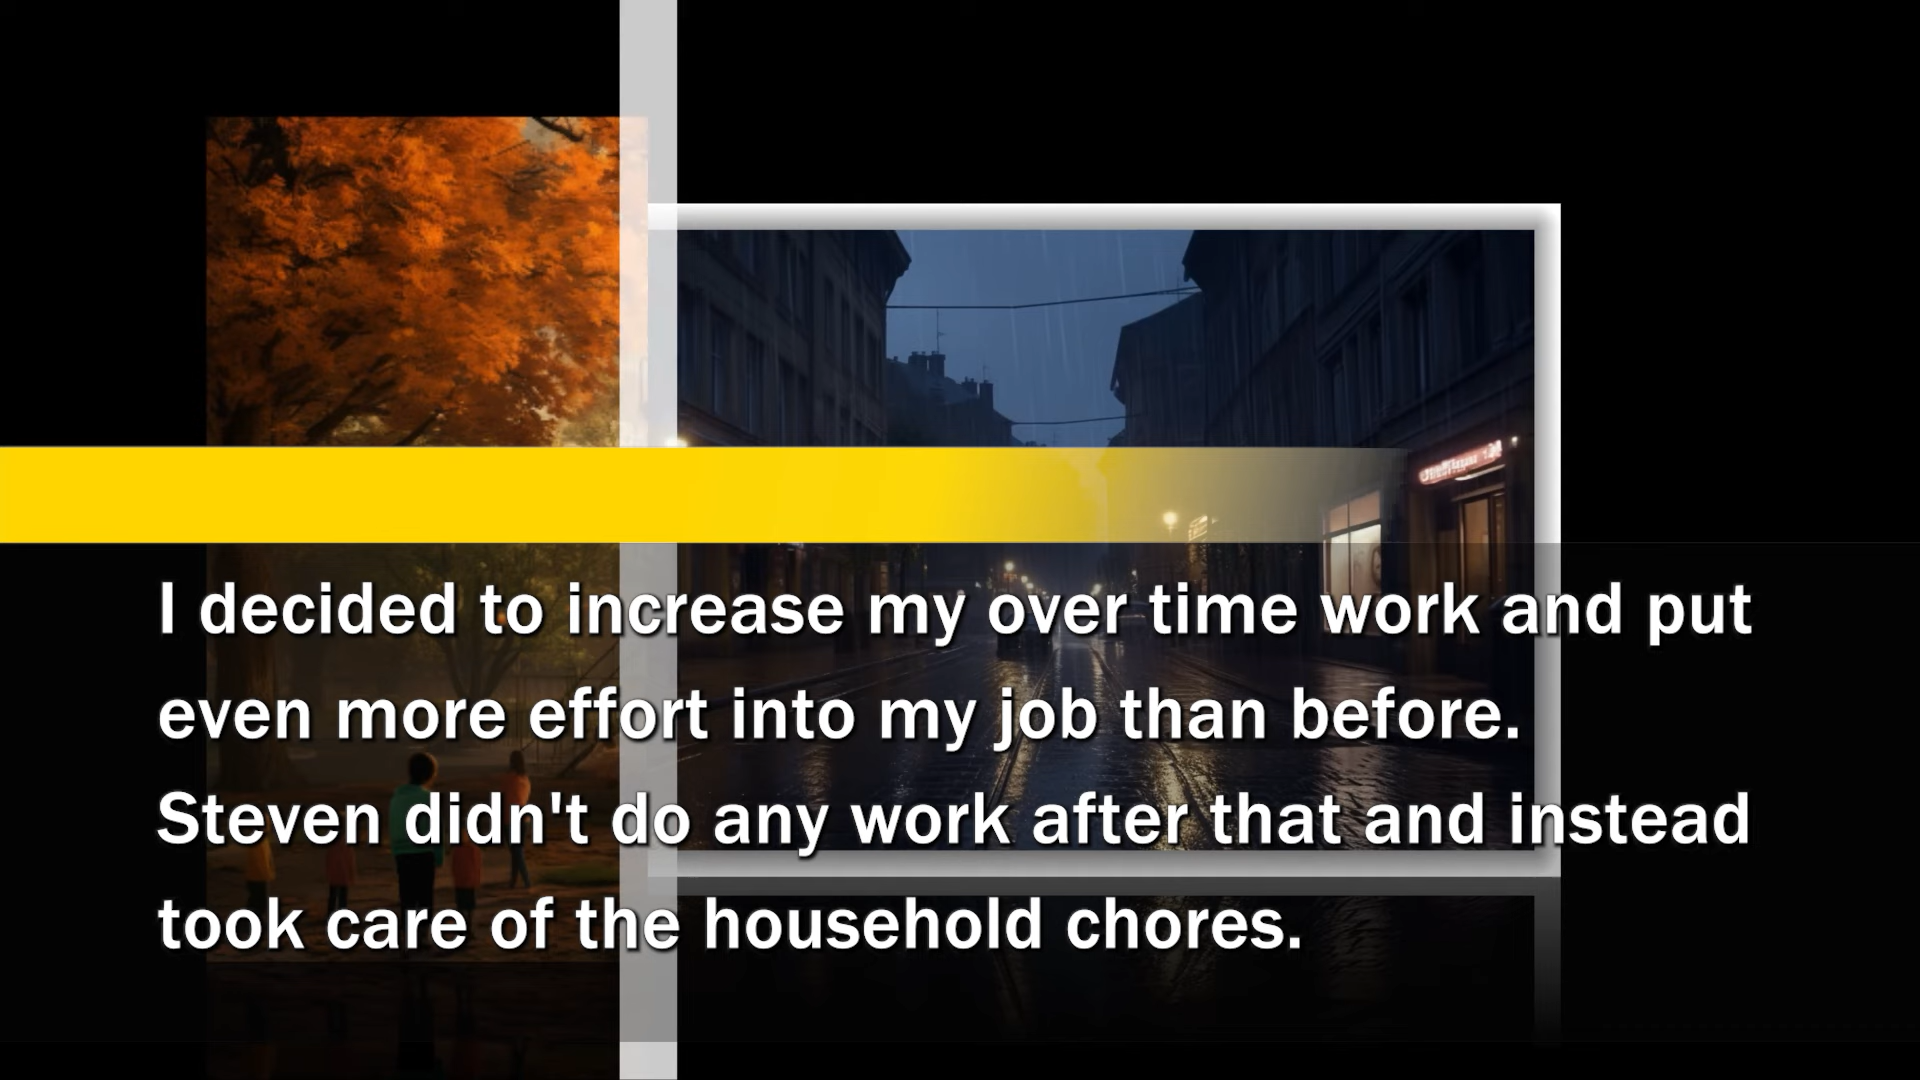 I decided to increase my over time work and put
even more effort into my job than before.
Steven didn't do any work after that and instead
took care of the household chores.